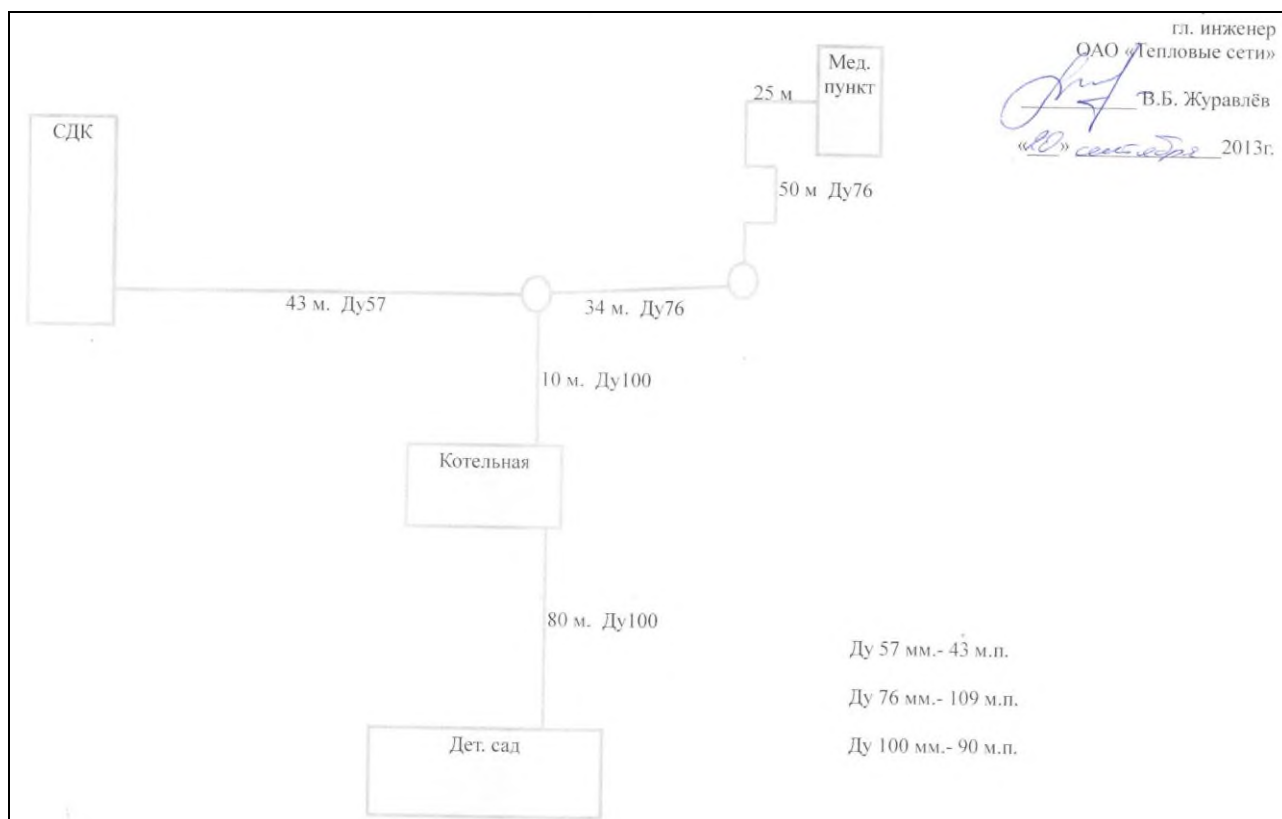 гл. инженер
ОАО «Тепловые сети»
В.Б. Журавлёв
«20» сентября 2013г.
Мед.
пункт
25 м
СДК
50 м Ду76
43 м. Ду57
34 м. Ду76
10 м. Ду100
Котельная
80 м. Ду100
Дет. сад
Ду 57 мм.- 43 м.п.
Ду 76 мм.- 109 м.п.
Ду 100 мм.- 90 м.п.